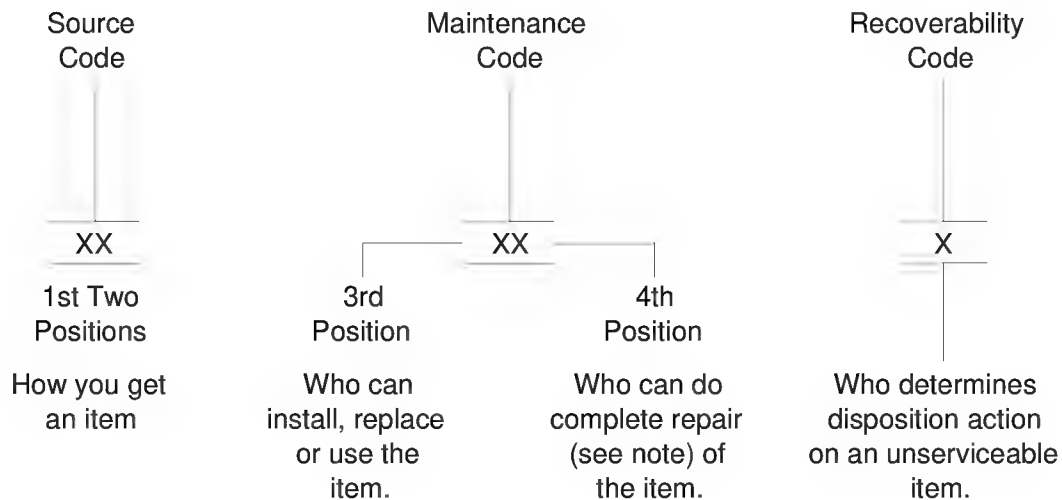 Source
Code
Maintenance
Code
Recoverability
Code
XX
XX
X
1st Two
Positions
3rd
Position
4th
Position
How you get
an item
Who can
install, replace
or use the
item.
Who can do
complete repair
(see note) of
the item.
Who determines
disposition action
on an unserviceable
item.